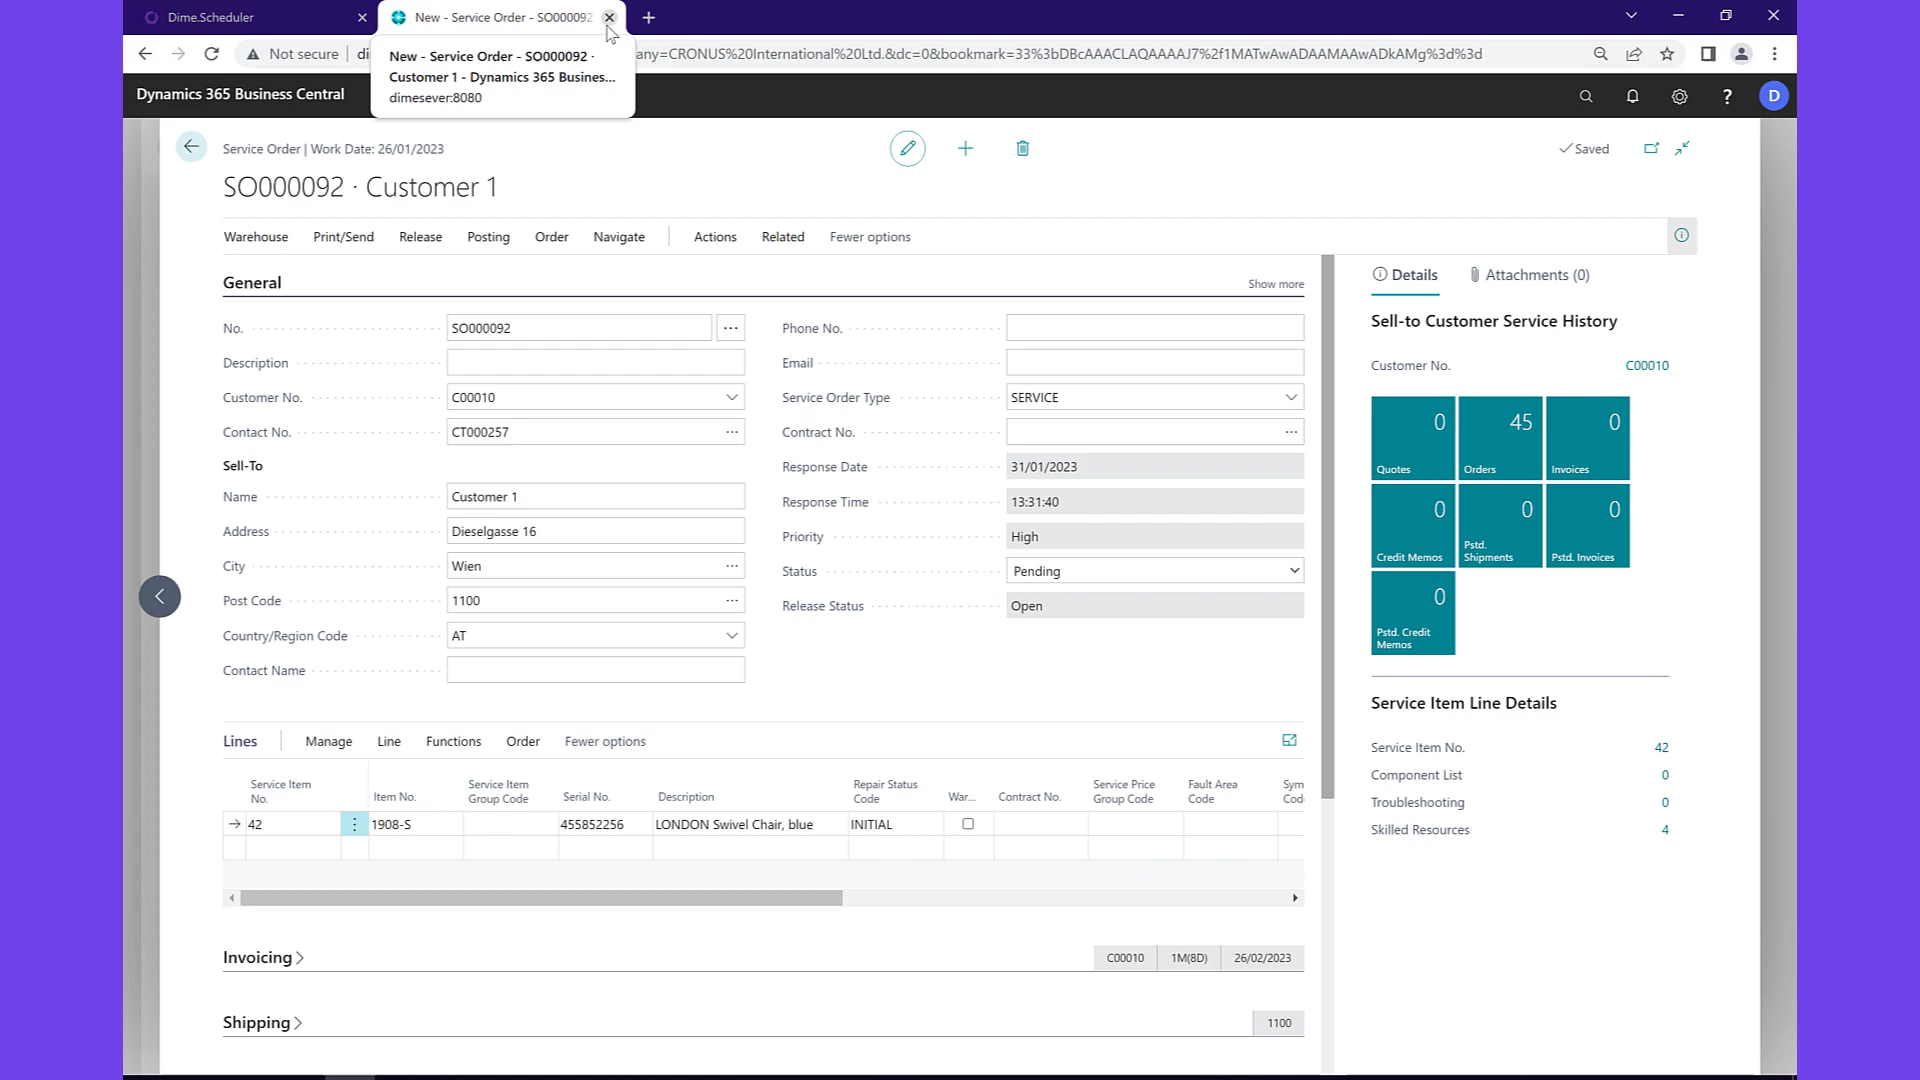 Dime.Scheduler
New - Service Order - SO000092
Not secure
di
any=CRONUS%20International%20Ltd.&dc=0&bookmark=33%3bDBcAAACLAQAAAAJ7%2f1MATwAwADAAMAAwADkAMg%3d%3d
New - Service Order - SO000092 ·
Customer 1 - Dynamics 365 Busines...
dimesever:8080
Dynamics 365 Business Central
?
D
Service Order | Work Date: 26/01/2023
Saved
SO000092 · Customer 1
Warehouse
Print/Send
Release
Posting
Order
Navigate
Actions
Related
Fewer options
General
Show more
No.
SO000092
Description
Customer No.
C00010
Contact No.
CT000257
Sell-To
Name
Customer 1
Address
Dieselgasse 16
City
Wien
Post Code
1100
Country/Region Code
AT
Contact Name
Phone No.
Email
Service Order Type
SERVICE
Contract No.
Response Date
31/01/2023
Response Time
13:31:40
Priority
High
Status
Pending
Release Status
Open
Lines
Manage
Line
Functions
Order
Fewer options
Service Item
No.
Item No.
Service Item
Group Code
Serial No.
Description
Repair Status
Code
War...
Contract No.
Service Price
Group Code
Fault Area
Code
Sym
Cod
42
1908-S
455852256
LONDON Swivel Chair, blue
INITIAL
Invoicing
C00010
1M(8D)
26/02/2023
Shipping
1100
Details
Attachments (0)
Sell-to Customer Service History
Customer No.
C00010
0
Quotes
45
Orders
0
Invoices
0
Credit Memos
0
Pstd.
Shipments
0
Pstd. Invoices
0
Pstd. Credit
Memos
Service Item Line Details
Service Item No.
42
Component List
0
Troubleshooting
0
Skilled Resources
4